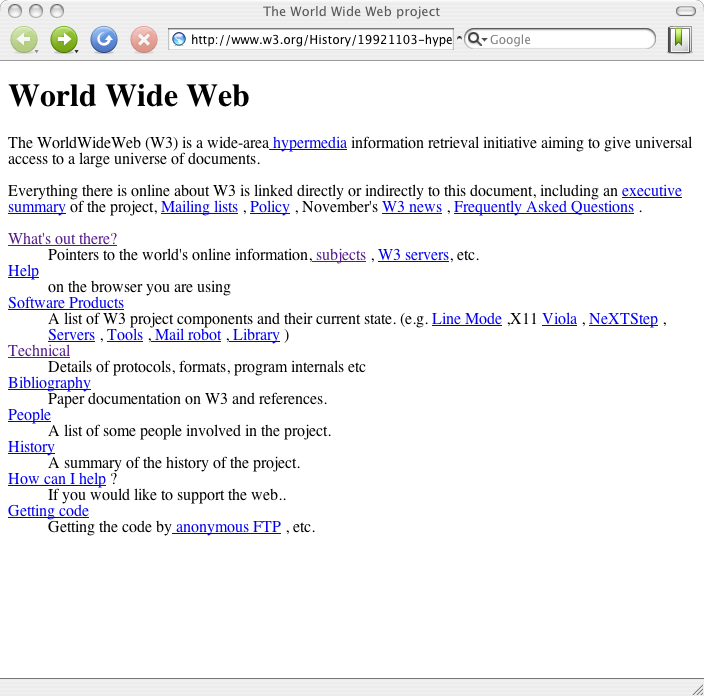 The World Wide Web project
http://www.w3.org/History/19921103-hype
Google
World Wide Web
The WorldWideWeb (W3) is a wide-area hypermedia information retrieval initiative aiming to give universal
access to a large universe of documents.
Everything there is online about W3 is linked directly or indirectly to this document, including an executive
summary of the project, Mailing lists , Policy , November's W3 news , Frequently Asked Questions .
What's out there?
Pointers to the world's online information, subjects , W3 servers, etc.
Help
on the browser you are using
Software Products
A list of W3 project components and their current state. (e.g. Line Mode ,X11 Viola , NeXTStep ,
Servers , Tools , Mail robot , Library )
Technical
Details of protocols, formats, program internals etc
Bibliography
Paper documentation on W3 and references.
People
A list of some people involved in the project.
History
A summary of the history of the project.
How can I help ?
If you would like to support the web..
Getting code
Getting the code by anonymous FTP , etc.